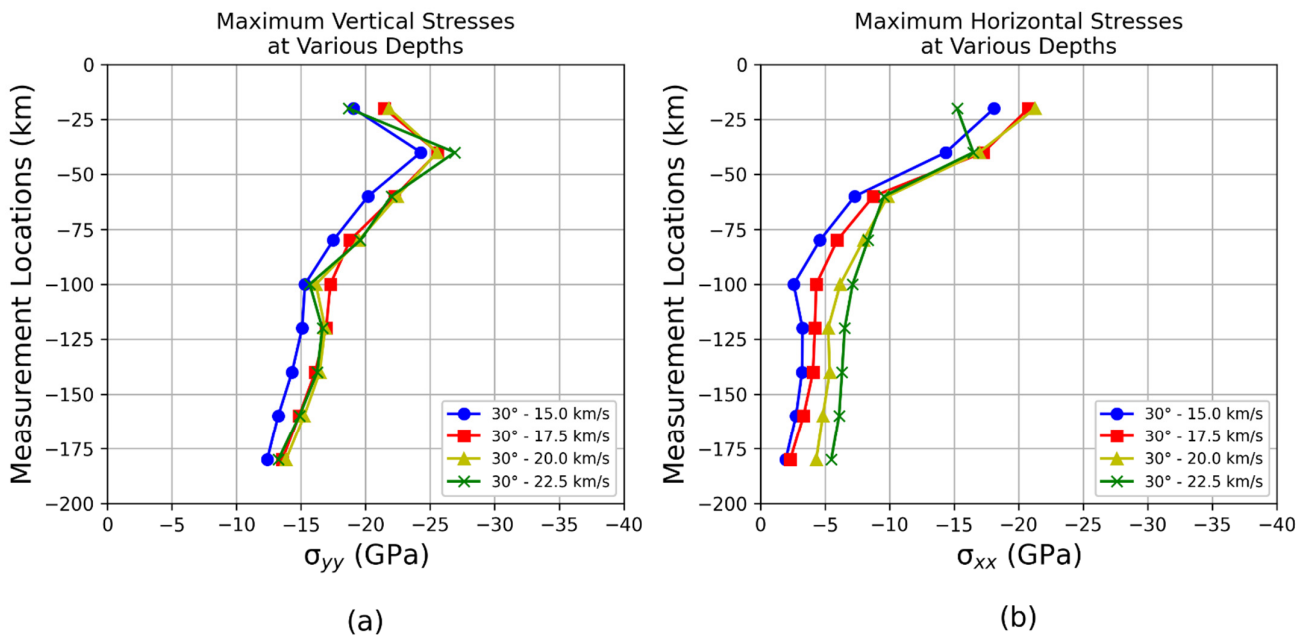 Maximum Vertical Stresses
at Various Depths
0
−25
−50
−75
−100
−125
−150
−175
−200
Measurement Locations (km)
30° - 15.0 km/s
30° - 17.5 km/s
30° - 20.0 km/s
30° - 22.5 km/s
0 −5 −10 −15 −20 −25 −30 −35 −40
σyy (GPa)
(a)
Maximum Horizontal Stresses
at Various Depths
0
−25
−50
−75
−100
−125
−150
−175
−200
Measurement Locations (km)
30° - 15.0 km/s
30° - 17.5 km/s
30° - 20.0 km/s
30° - 22.5 km/s
0 −5 −10 −15 −20 −25 −30 −35 −40
σxx (GPa)
(b)